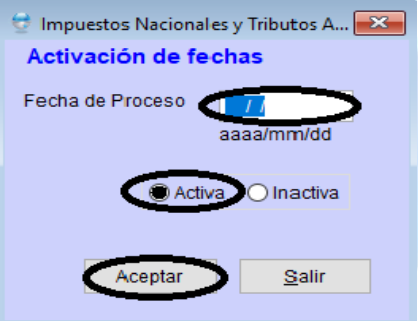 Impuestos Nacionales y Tributos A...
Activación de fechas
Fecha de Proceso / /
aaaa/mm/dd
Activa Inactiva
Aceptar Salir